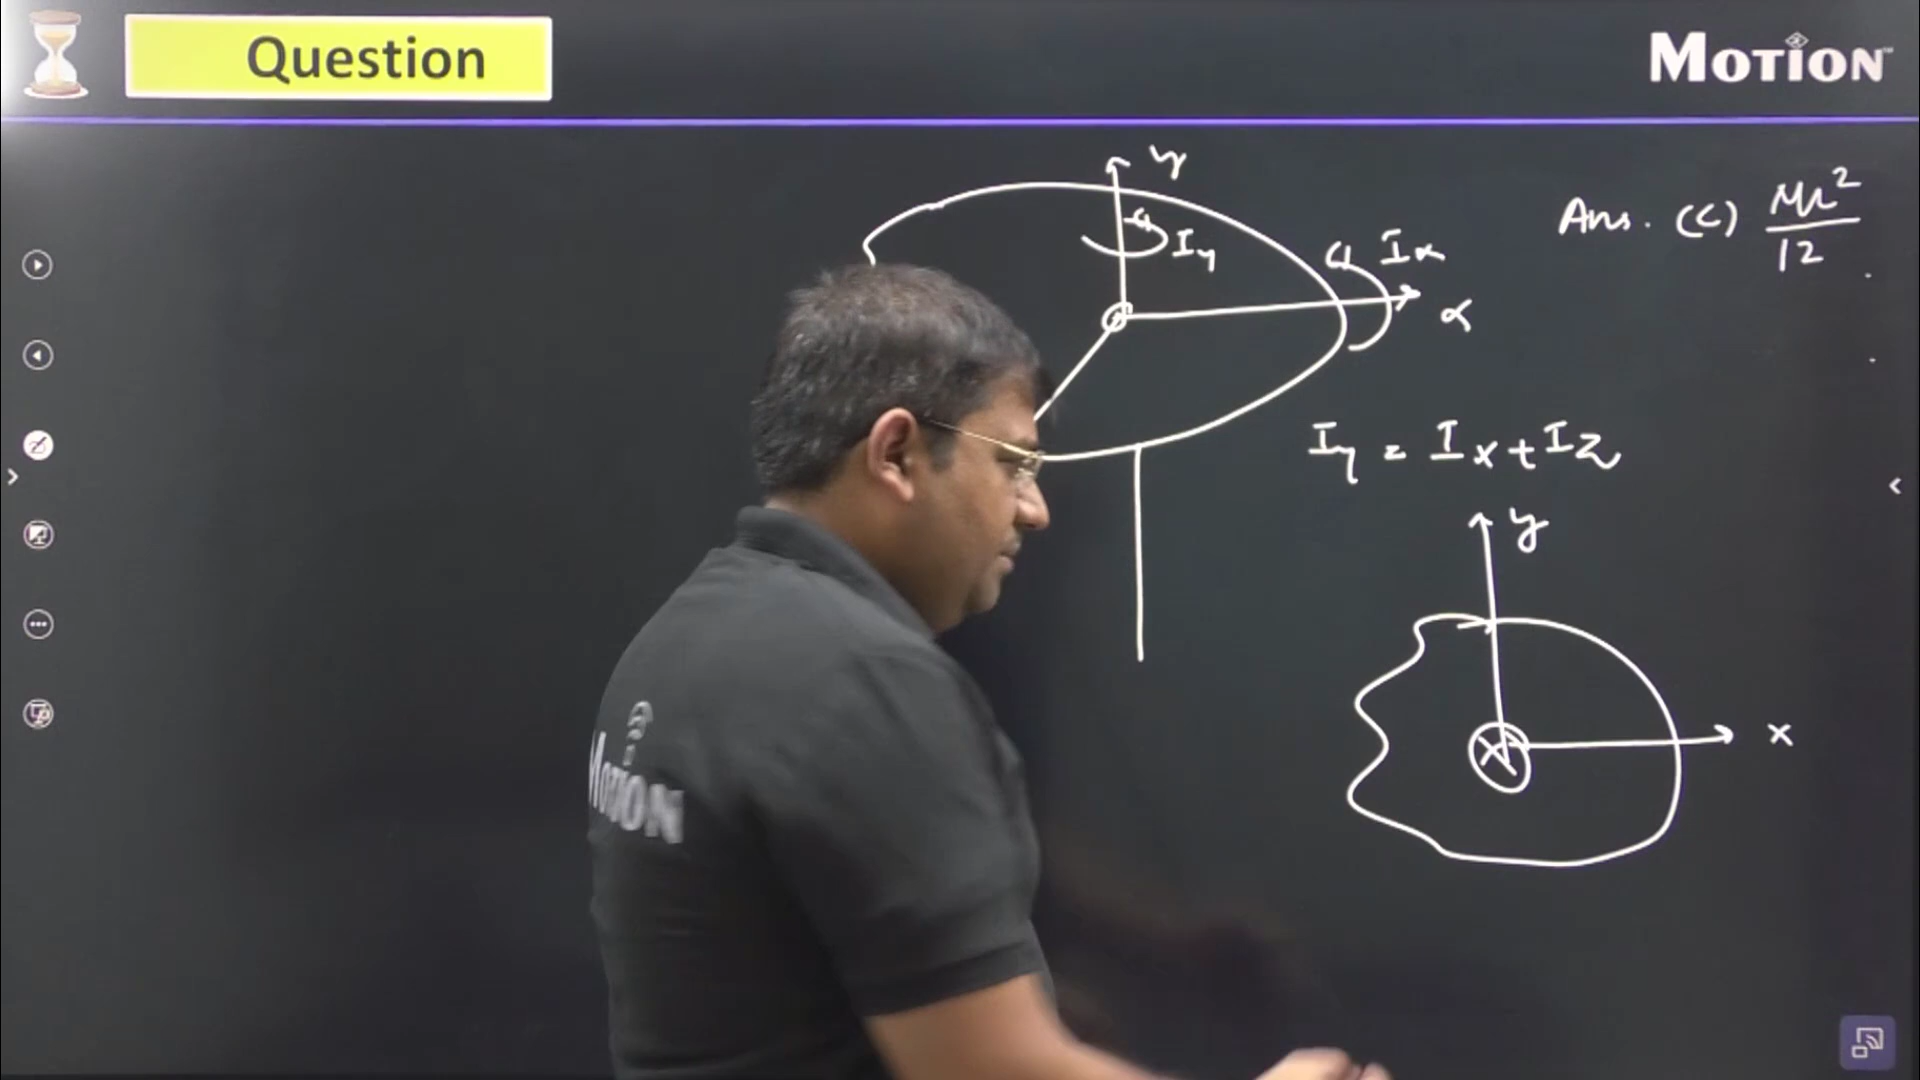 Question
MOTION
y
Ans. (C) Mr²/12
Iy
Ix
x
Iy = Ix + Iz
y
x
MOTION